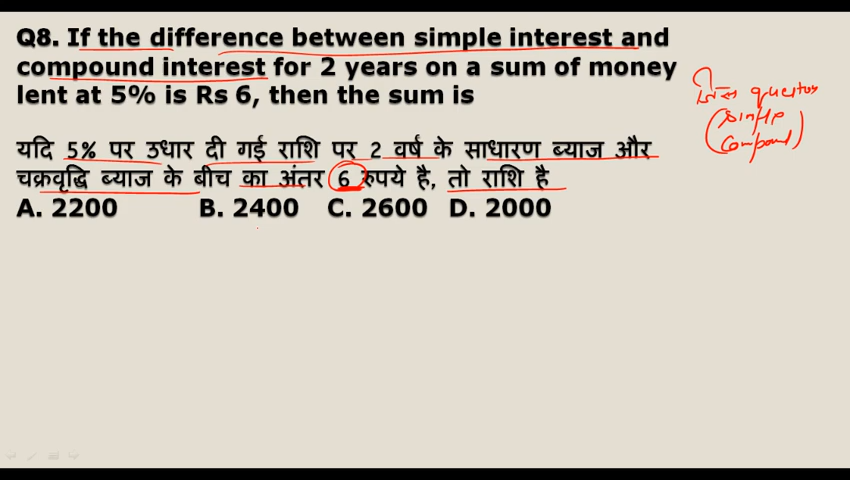 Q8. If the difference between simple interest and
compound interest for 2 years on a sum of money
lent at 5% is Rs 6, then the sum is
यदि 5% पर उधार दी गई राशि पर 2 वर्ष के साधारण ब्याज और
चक्रवृद्धि ब्याज के बीच का अंतर 6 रुपये है, तो राशि है
A. 2200 B. 2400 C. 2600 D. 2000
(simple
compound)